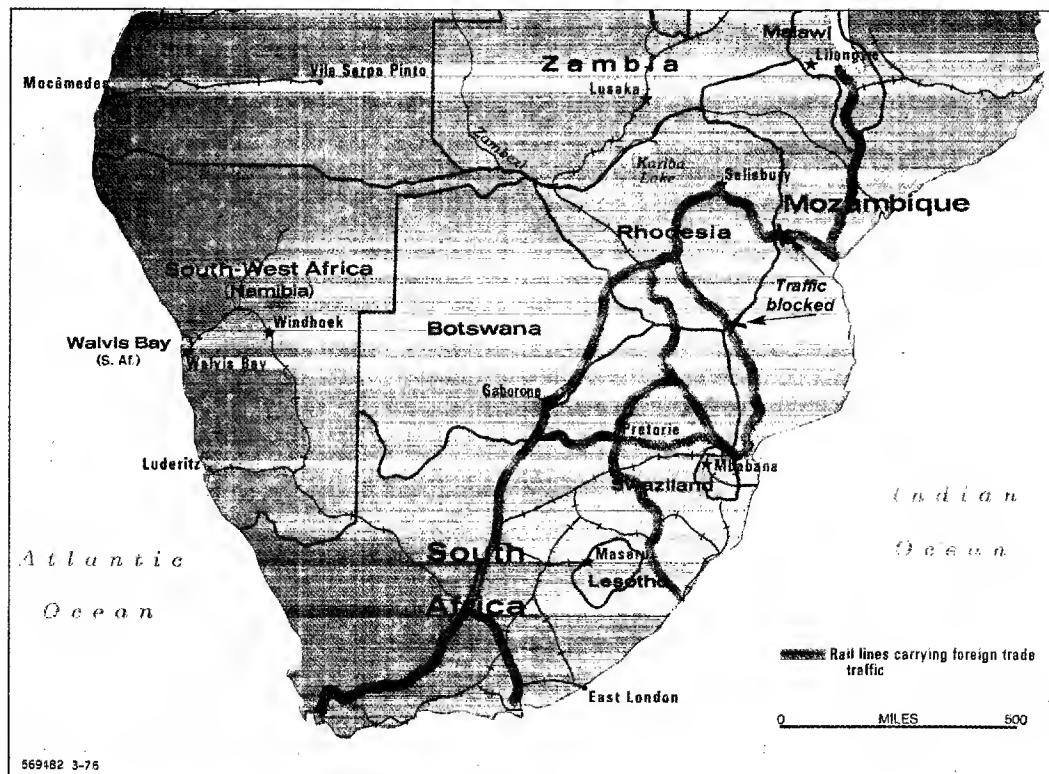 Malawi
Zambia
Lilongwe
Vila Serpa Pinto
Moçâmedes
Lusaka
Zambezi
Kariba
Lake
Salisbury
Mozambique
Rhodesia
South-West Africa
(Namibia)
Traffic
blocked
Windhoek
Botswana
Walvis Bay
(S. Af.)
Walvis Bay
Gaborone
Pretoria
Luderitz
Mbabana
Swaziland
Indian
Ocean
South
Maseru
Atlantic
Lesotho
Ocean
Africa
Rail lines carrying foreign trade
traffic
East London
0 MILES 500
569482 3-76